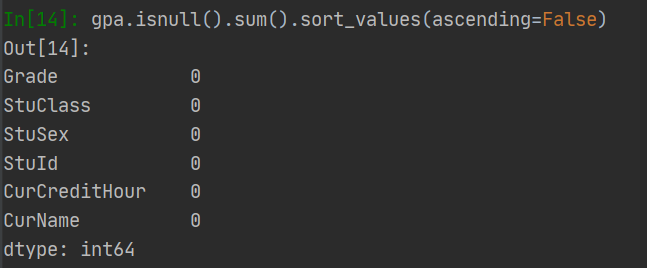 In[14]: gpa.isnull().sum().sort_values(ascending=False)
Out[14]:
Grade            0
StuClass         0
StuSex           0
StuId            0
CurCreditHour    0
CurName          0
dtype: int64